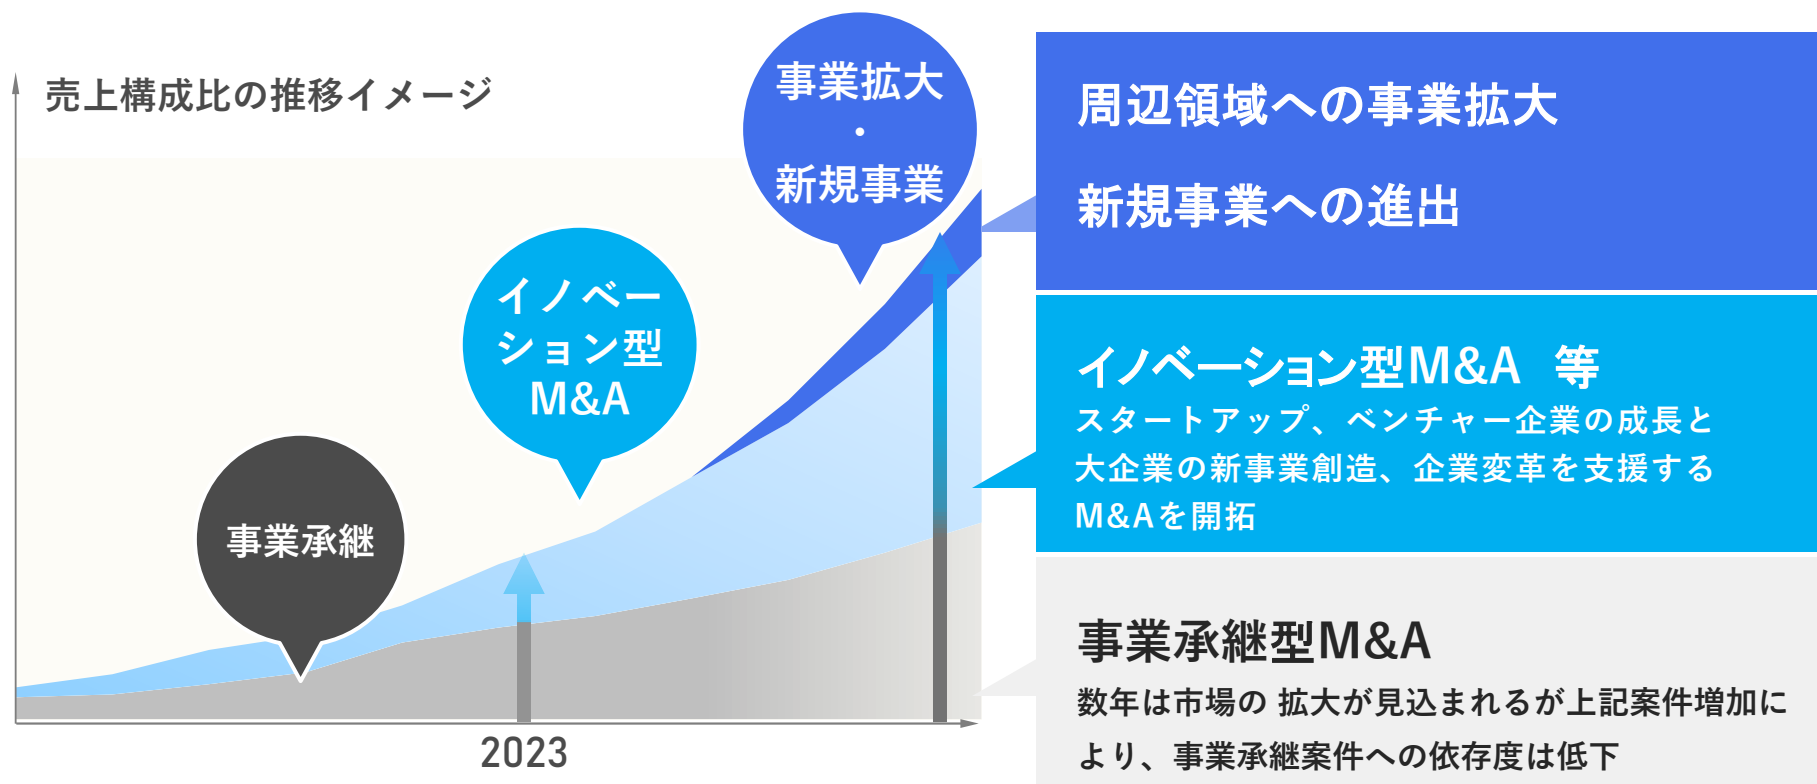 売上構成比の推移イメージ
事業拡大
・
新規事業
イノベー
ション型
M&A
事業承継
2023
周辺領域への事業拡大
新規事業への進出
イノベーション型M&A 等
スタートアップ、ベンチャー企業の成長と
大企業の新事業創造、企業変革を支援する
M&Aを開拓
事業承継型M&A
数年は市場の 拡大が見込まれるが上記案件増加に
より、事業承継案件への依存度は低下